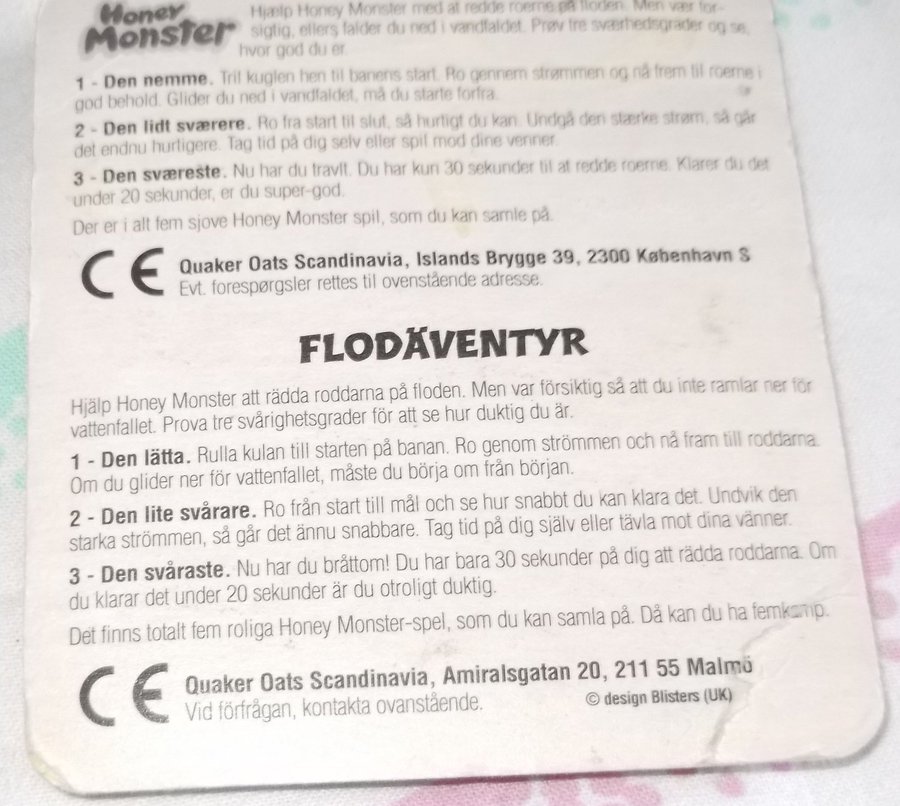 Honey
Monster
Hjælp Honey Monster med at redde roerne på floden. Men vær for-
sigtig, ellers falder du ned i vandfaldet. Prøv tre sværhedsgrader og se,
hvor god du er.
1 - Den nemme. Tril kuglen hen til banens start. Ro gennem strømmen og nå frem til roerne i
god behold. Glider du ned i vandfaldet, må du starte forfra.
2 - Den lidt sværere. Ro fra start til slut, så hurtigt du kan. Undgå den stærke strøm, så går
det endnu hurtigere. Tag tid på dig selv eller spil mod dine venner.
3 - Den sværeste. Nu har du travlt. Du har kun 30 sekunder til at redde roerne. Klarer du det
under 20 sekunder, er du super-god.
Der er i alt fem sjove Honey Monster spil, som du kan samle på.
CE
Quaker Oats Scandinavia, Islands Brygge 39, 2300 København S
Evt. forespørgsler rettes til ovenstående adresse.
FLODÄVENTYR
Hjälp Honey Monster att rädda roddarna på floden. Men var försiktig så att du inte ramlar ner för
vattenfallet. Prova tre svårighetsgrader för att se hur duktig du är.
1 - Den lätta. Rulla kulan till starten på banan. Ro genom strömmen och nå fram till roddarna.
Om du glider ner för vattenfallet, måste du börja om från början.
2 - Den lite svårare. Ro från start till mål och se hur snabbt du kan klara det. Undvik den
starka strömmen, så går det ännu snabbare. Tag tid på dig själv eller tävla mot dina vänner.
3 - Den svåraste. Nu har du bråttom! Du har bara 30 sekunder på dig att rädda roddarna. Om
du klarar det under 20 sekunder är du otroligt duktig.
Det finns totalt fem roliga Honey Monster-spel, som du kan samla på. Då kan du ha femkamp.
CE
Quaker Oats Scandinavia, Amiralsgatan 20, 211 55 Malmö
Vid förfrågan, kontakta ovanstående.
© design Blisters (UK)